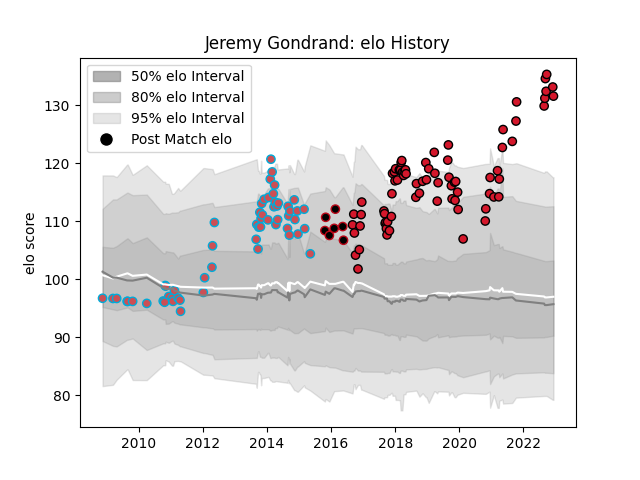 Jeremy Gondrand: elo History
50% elo Interval
80% elo Interval
95% elo Interval
Post Match elo
elo score
130
120
110
100
90
80
2010 2012 2014 2016 2018 2020 2022